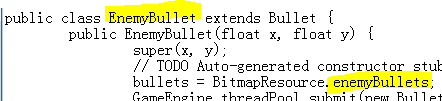 public class EnemyBullet extends Bullet {
public EnemyBullet(float x, float y) {
super(x, y);
// TODO Auto-generated constructor stub
bullets = BitmapResource.enemyBullets;
GameEngine.threadPool.submit(new Bullet